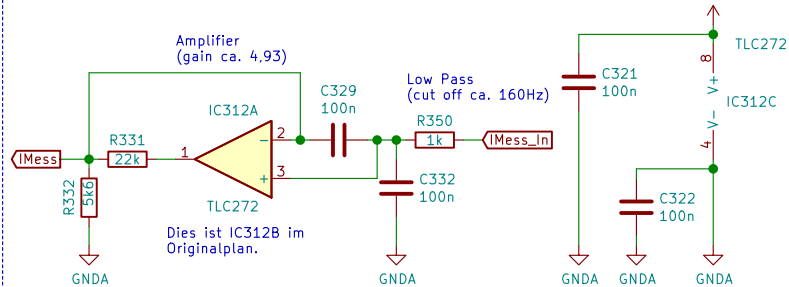 Amplifier
(gain ca. 4,93)
IC312A
C329
100n
Low Pass
(cut off ca. 160Hz)
R350
1k
IMess_In
R331
22k
IMess
R332
5k6
1
2
3
-
+
TLC272
Dies ist IC312B im
Originalplan.
C332
100n
GNDA
GNDA
C321
100n
GNDA
TLC272
8
V+
IC312C
V-
4
C322
100n
GNDA
GNDA